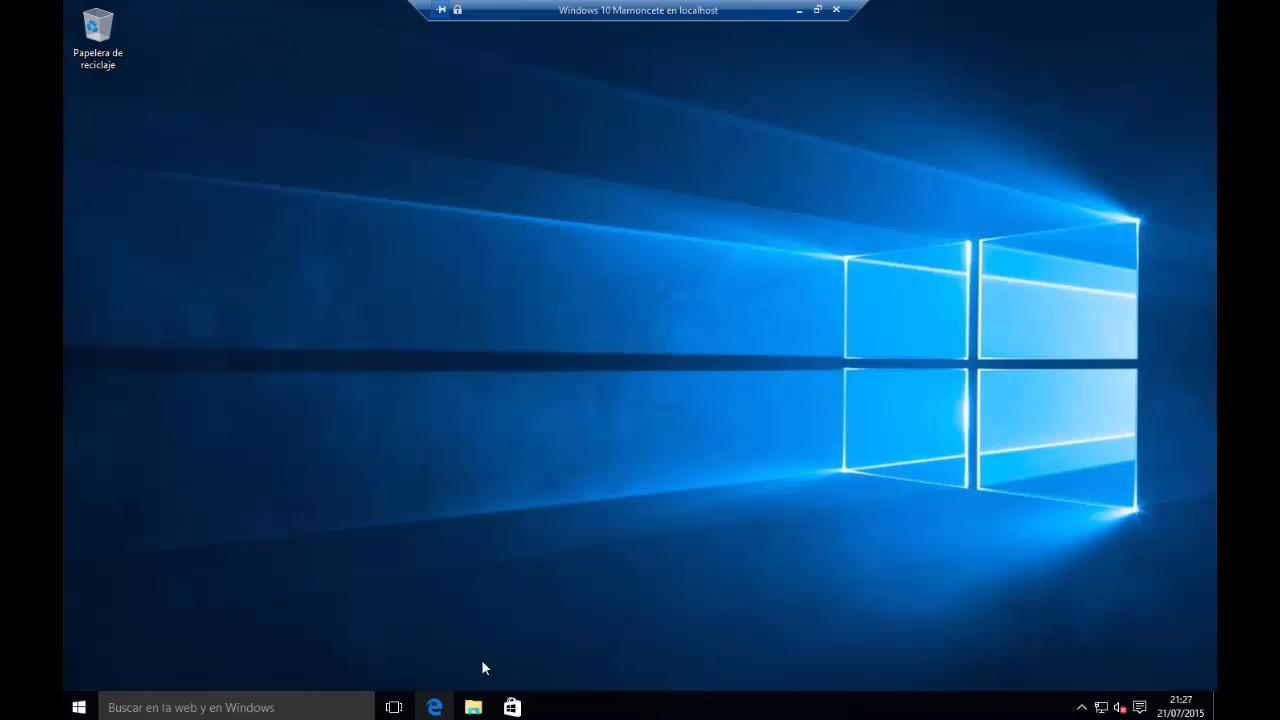 Windows 10 Mamoncete en localhost
Papelera de
reciclaje
Buscar en la web y en Windows
21:27
21/07/2015